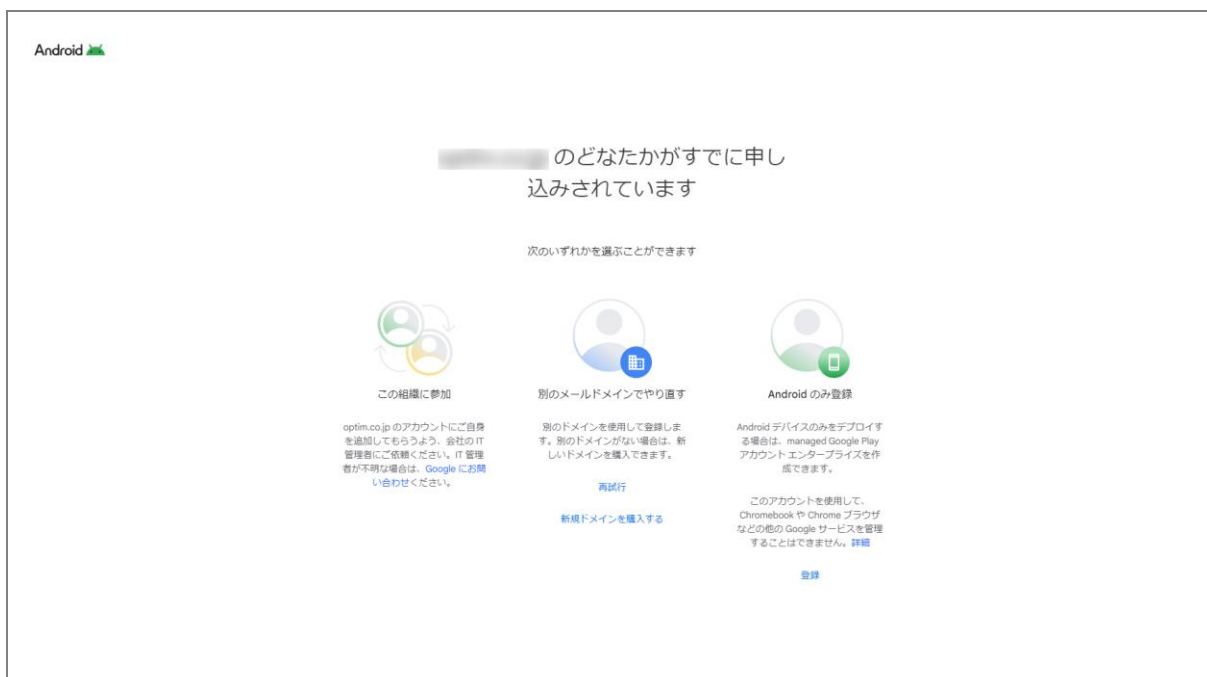 Android
のどなたかがすでに申し
込みされています
次のいずれかを選ぶことができます
この組織に参加
optim.co.jp のアカウントにご自身
を追加してもらうよう、会社の IT
管理者にご依頼ください。IT 管理
者が不明な場合は、Google にお問
い合わせください。
別のメールドメインでやり直す
別のドメインを使用して登録しま
す。別のドメインがない場合は、新
しいドメインを購入できます。
再試行
新規ドメインを購入する
Android のみ登録
Android デバイスのみをデプロイす
る場合は、managed Google Play
アカウント エンタープライズを作
成できます。
このアカウントを使用して、
Chromebook や Chrome ブラウザ
などの他の Google サービスを管理
することはできません。詳細
登録